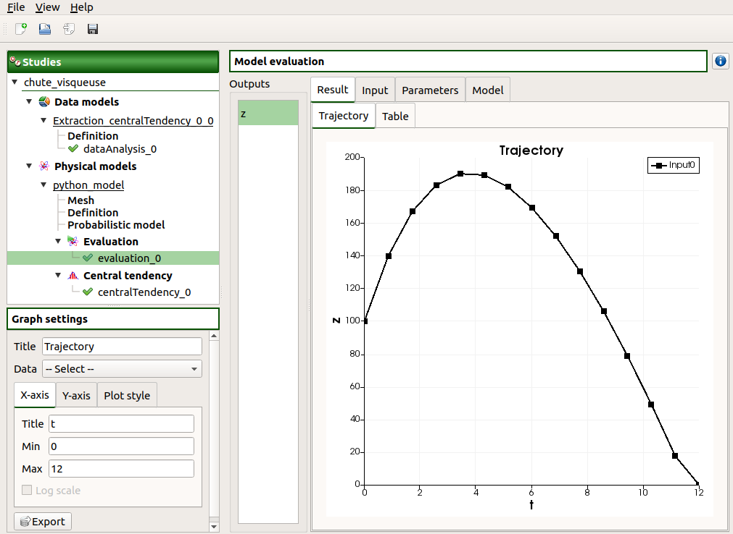 File View Help
Studies
chute_visqueuse
Data models
Extraction_centralTendency_0_0
Definition
dataAnalysis_0
Physical models
python_model
Mesh
Definition
Probabilistic model
Evaluation
evaluation_0
Central tendency
centralTendency_0
Graph settings
Title Trajectory
Data -- Select --
X-axis Y-axis Plot style
Title t
Min 0
Max 12
Log scale
Export
Model evaluation
Outputs
z
Result Input Parameters Model
Trajectory Table
Trajectory
Input0
200
180
160
140
120
100
80
60
40
20
0
z
0 2 4 6 8 10 12
t